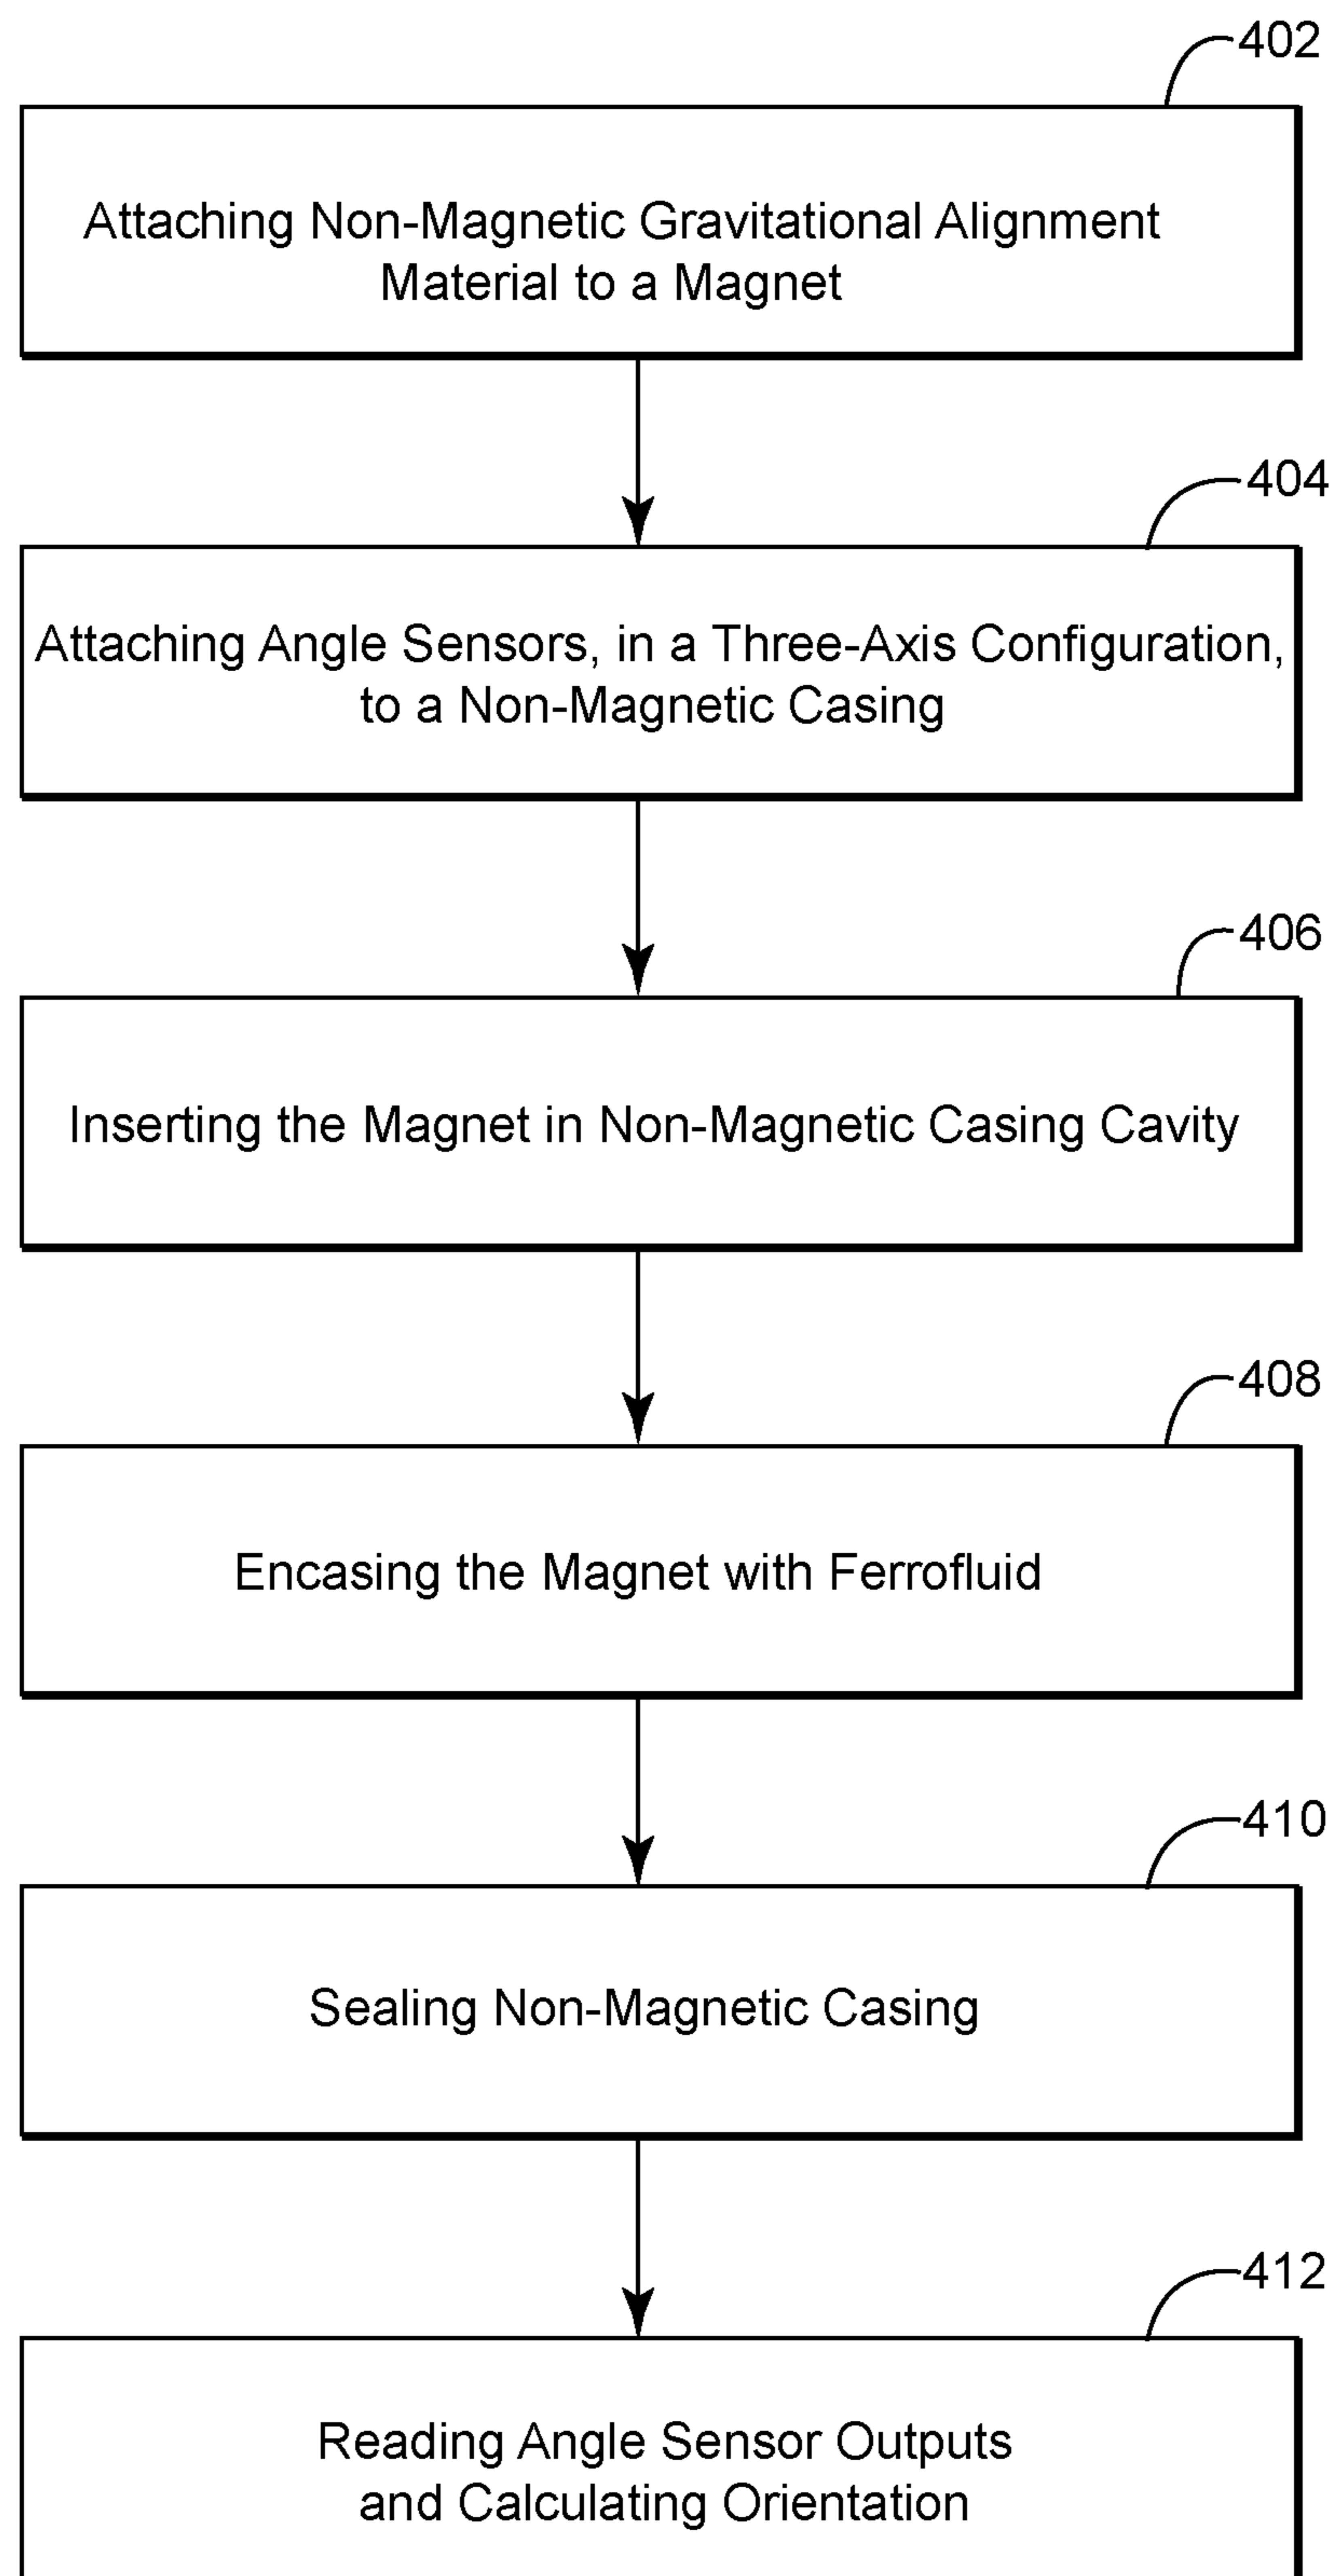 402
Attaching Non-Magnetic Gravitational Alignment
Material to a Magnet
404
Attaching Angle Sensors, in a Three-Axis Configuration,
to a Non-Magnetic Casing
406
Inserting the Magnet in Non-Magnetic Casing Cavity
408
Encasing the Magnet with Ferrofluid
410
Sealing Non-Magnetic Casing
412
Reading Angle Sensor Outputs
and Calculating Orientation